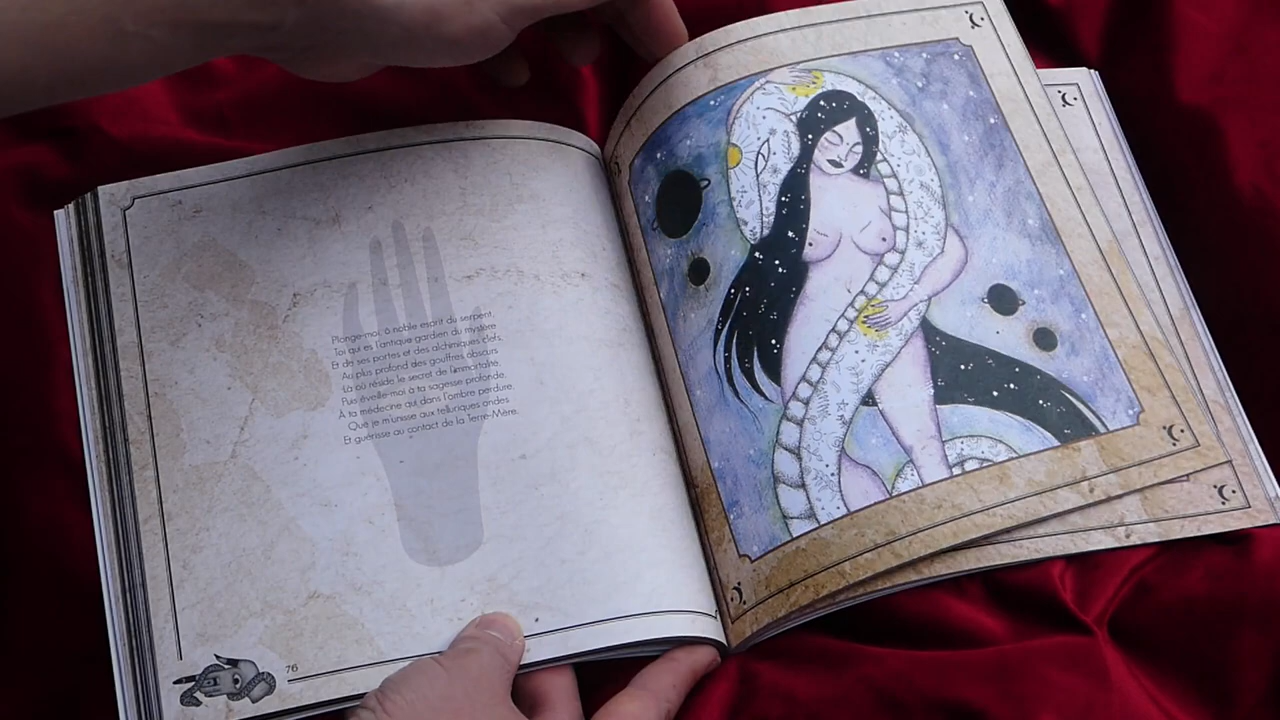 Plonge-moi, ô noble esprit du serpent,
Toi qui es l'antique gardien du mystère
Et de ses portes et des alchimiques clefs,
Au plus profond des gouffres obscurs
Là où réside le secret de l'immortalité.
Puis éveille-moi à ta sagesse profonde,
À ta médecine qui dans l'ombre perdure,
Que je m'unisse aux telluriques ondes
Et guérisse au contact de la Terre-Mère.
76